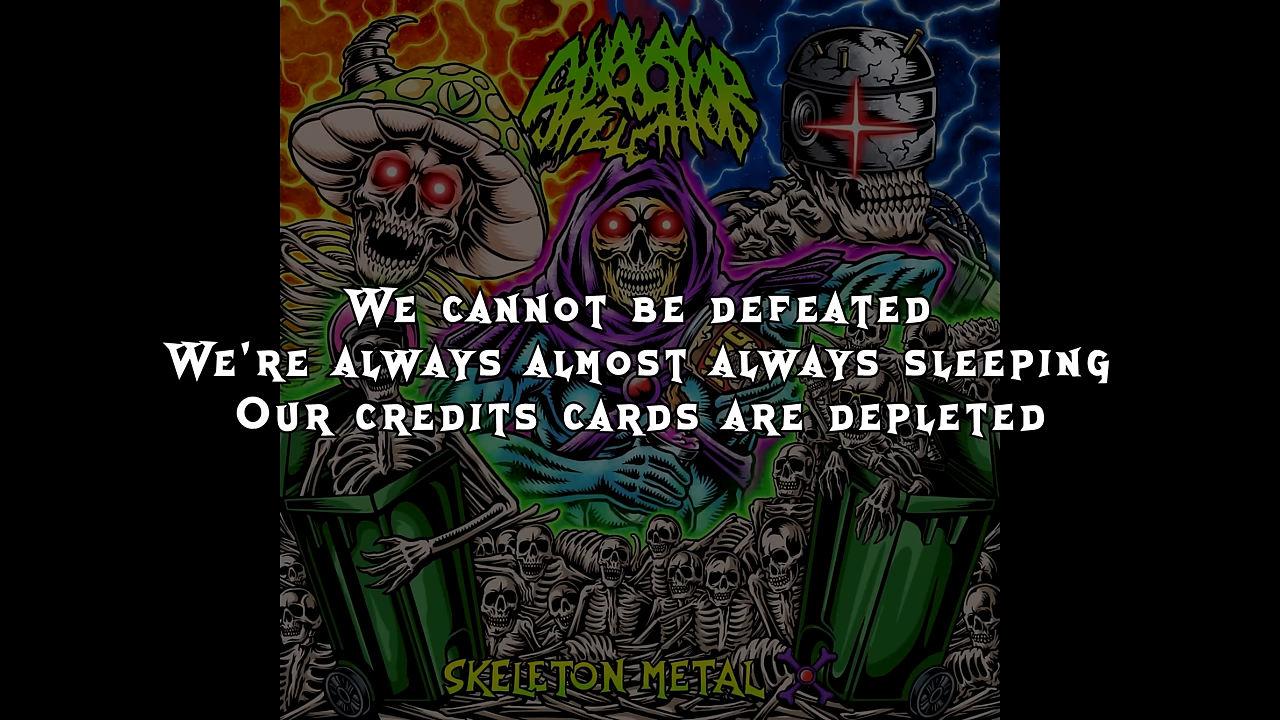 We cannot be defeated
We're always almost always sleeping
Our credits cards are depleted
Skeleton Metal